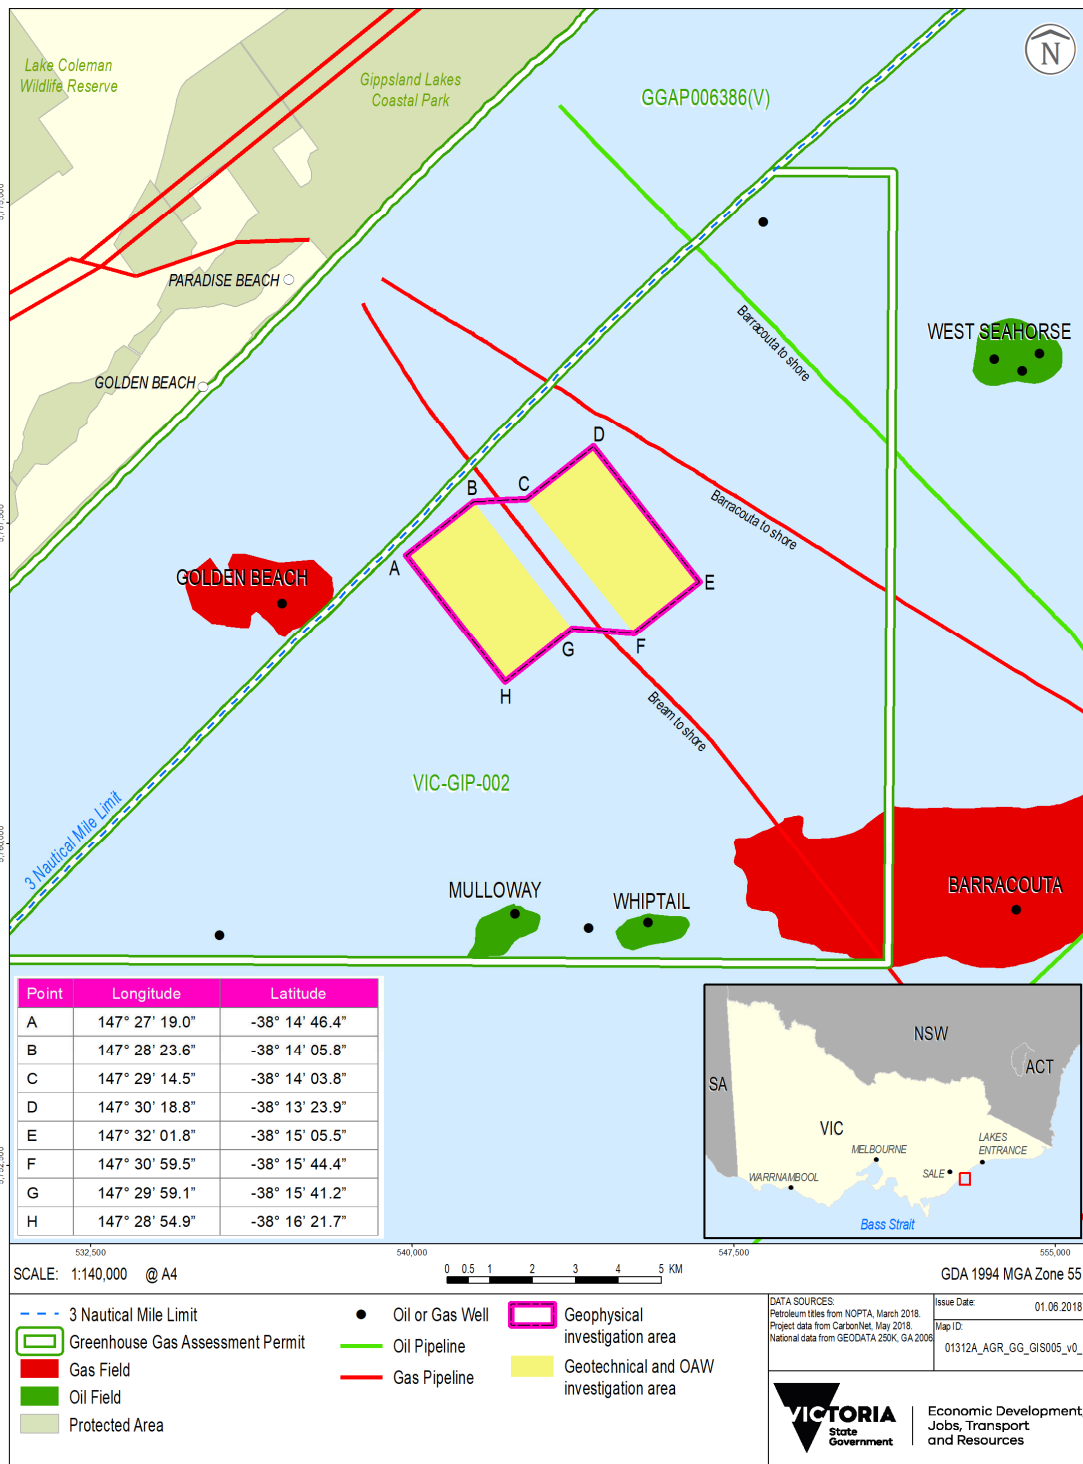 Lake Coleman
Wildlife Reserve
Gippsland Lakes
Coastal Park
GGAP006386(V)
N
PARADISE BEACH
GOLDEN BEACH
Barracouta to shore
WEST SEAHORSE
D
B
C
Barracouta to shore
A
GOLDEN BEACH
E
G
F
H
Bream to shore
VIC-GIP-002
3 Nautical Mile Limit
MULLOWAY
WHIPTAIL
BARRACOUTA
Point Longitude Latitude
A 147° 27’ 19.0” -38° 14’ 46.4”
B 147° 28’ 23.6” -38° 14’ 05.8”
C 147° 29’ 14.5” -38° 14’ 03.8”
D 147° 30’ 18.8” -38° 13’ 23.9”
E 147° 32’ 01.8” -38° 15’ 05.5”
F 147° 30’ 59.5” -38° 15’ 44.4”
G 147° 29’ 59.1” -38° 15’ 41.2”
H 147° 28’ 54.9” -38° 16’ 21.7”
NSW
ACT
SA
VIC
MELBOURNE
LAKES
ENTRANCE
SALE
WARRNAMBOOL
Bass Strait
532,500 540,000 547,500 555,000
SCALE: 1:140,000 @ A4
0 0.5 1 2 3 4 5 KM
GDA 1994 MGA Zone 55
3 Nautical Mile Limit
Greenhouse Gas Assessment Permit
Gas Field
Oil Field
Protected Area
Oil or Gas Well
Oil Pipeline
Gas Pipeline
Geophysical
investigation area
Geotechnical and OAW
investigation area
DATA SOURCES:
Petroleum titles from NOPTA, March 2018.
Project data from CarbonNet, May 2018.
National data from GEODATA 250K, GA 2006
Issue Date:
01.06.2018
Map ID:
01312A_AGR_GG_GIS005_v0_
VICTORIA
State
Government
Economic Development,
Jobs, Transport
and Resources